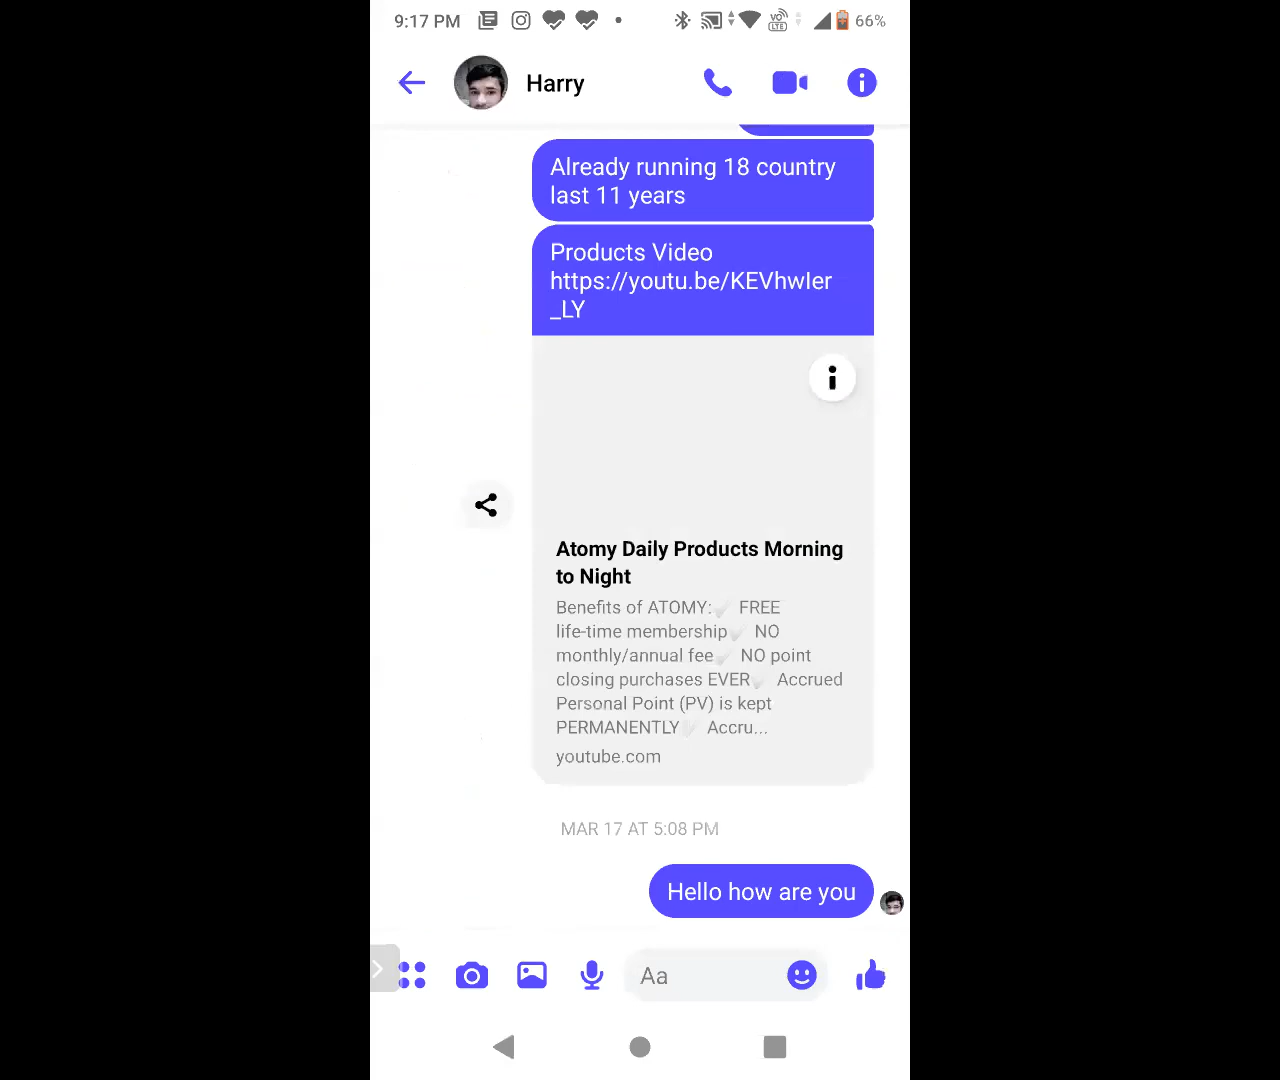 9:17 PM
VO
LTE
66%
Harry
Already running 18 country
last 11 years
Products Video
https://youtu.be/KEVhwIer
_LY
Atomy Daily Products Morning
to Night
Benefits of ATOMY:✔ FREE
life-time membership✔ NO
monthly/annual fee✔ NO point
closing purchases EVER✔ Accrued
Personal Point (PV) is kept
PERMANENTLY✔ Accru...
youtube.com
MAR 17 AT 5:08 PM
Hello how are you
Aa